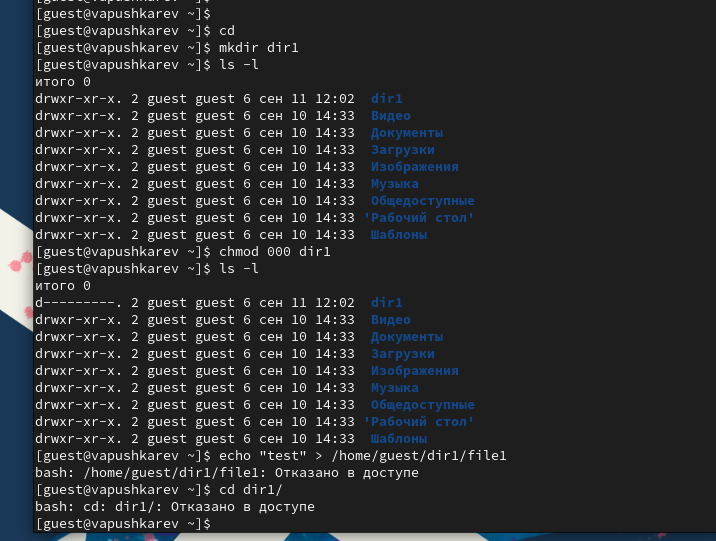 [guest@vapushkarev ~]$
[guest@vapushkarev ~]$
[guest@vapushkarev ~]$ cd
[guest@vapushkarev ~]$ mkdir dir1
[guest@vapushkarev ~]$ ls -l
итого 0
drwxr-xr-x. 2 guest guest 6 сен 11 12:02  dir1
drwxr-xr-x. 2 guest guest 6 сен 10 14:33  Видео
drwxr-xr-x. 2 guest guest 6 сен 10 14:33  Документы
drwxr-xr-x. 2 guest guest 6 сен 10 14:33  Загрузки
drwxr-xr-x. 2 guest guest 6 сен 10 14:33  Изображения
drwxr-xr-x. 2 guest guest 6 сен 10 14:33  Музыка
drwxr-xr-x. 2 guest guest 6 сен 10 14:33  Общедоступные
drwxr-xr-x. 2 guest guest 6 сен 10 14:33 'Рабочий стол'
drwxr-xr-x. 2 guest guest 6 сен 10 14:33  Шаблоны
[guest@vapushkarev ~]$ chmod 000 dir1
[guest@vapushkarev ~]$ ls -l
итого 0
d---------. 2 guest guest 6 сен 11 12:02  dir1
drwxr-xr-x. 2 guest guest 6 сен 10 14:33  Видео
drwxr-xr-x. 2 guest guest 6 сен 10 14:33  Документы
drwxr-xr-x. 2 guest guest 6 сен 10 14:33  Загрузки
drwxr-xr-x. 2 guest guest 6 сен 10 14:33  Изображения
drwxr-xr-x. 2 guest guest 6 сен 10 14:33  Музыка
drwxr-xr-x. 2 guest guest 6 сен 10 14:33  Общедоступные
drwxr-xr-x. 2 guest guest 6 сен 10 14:33 'Рабочий стол'
drwxr-xr-x. 2 guest guest 6 сен 10 14:33  Шаблоны
[guest@vapushkarev ~]$ echo "test" > /home/guest/dir1/file1
bash: /home/guest/dir1/file1: Отказано в доступе
[guest@vapushkarev ~]$ cd dir1/
bash: cd: dir1/: Отказано в доступе
[guest@vapushkarev ~]$